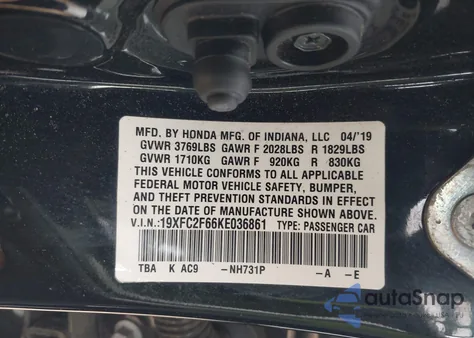 MFD. BY HONDA MFG. OF INDIANA, LLC 04/'19
GVWR 3769LBS GAWR F 2028LBS R 1829LBS
GVWR 1710KG GAWR F 920KG R 830KG
THIS VEHICLE CONFORMS TO ALL APPLICABLE
FEDERAL MOTOR VEHICLE SAFETY, BUMPER,
AND THEFT PREVENTION STANDARDS IN EFFECT
ON THE DATE OF MANUFACTURE SHOWN ABOVE.
V.I.N.:19XFC2F66KE036861 TYPE: PASSENGER CAR
TBA K AC9 -NH731P -A -E
autoSnap